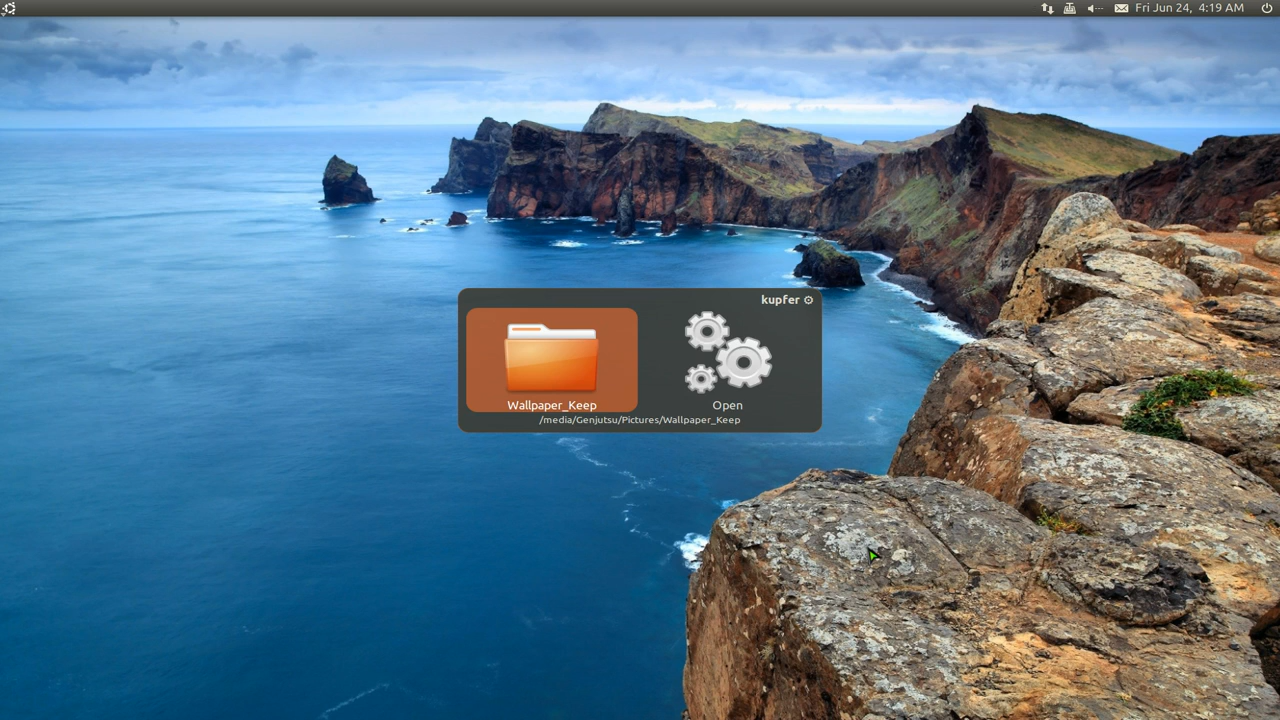 Fri Jun 24, 4:19 AM
kupfer
Wallpaper_Keep
Open
/media/Genjutsu/Pictures/Wallpaper_Keep